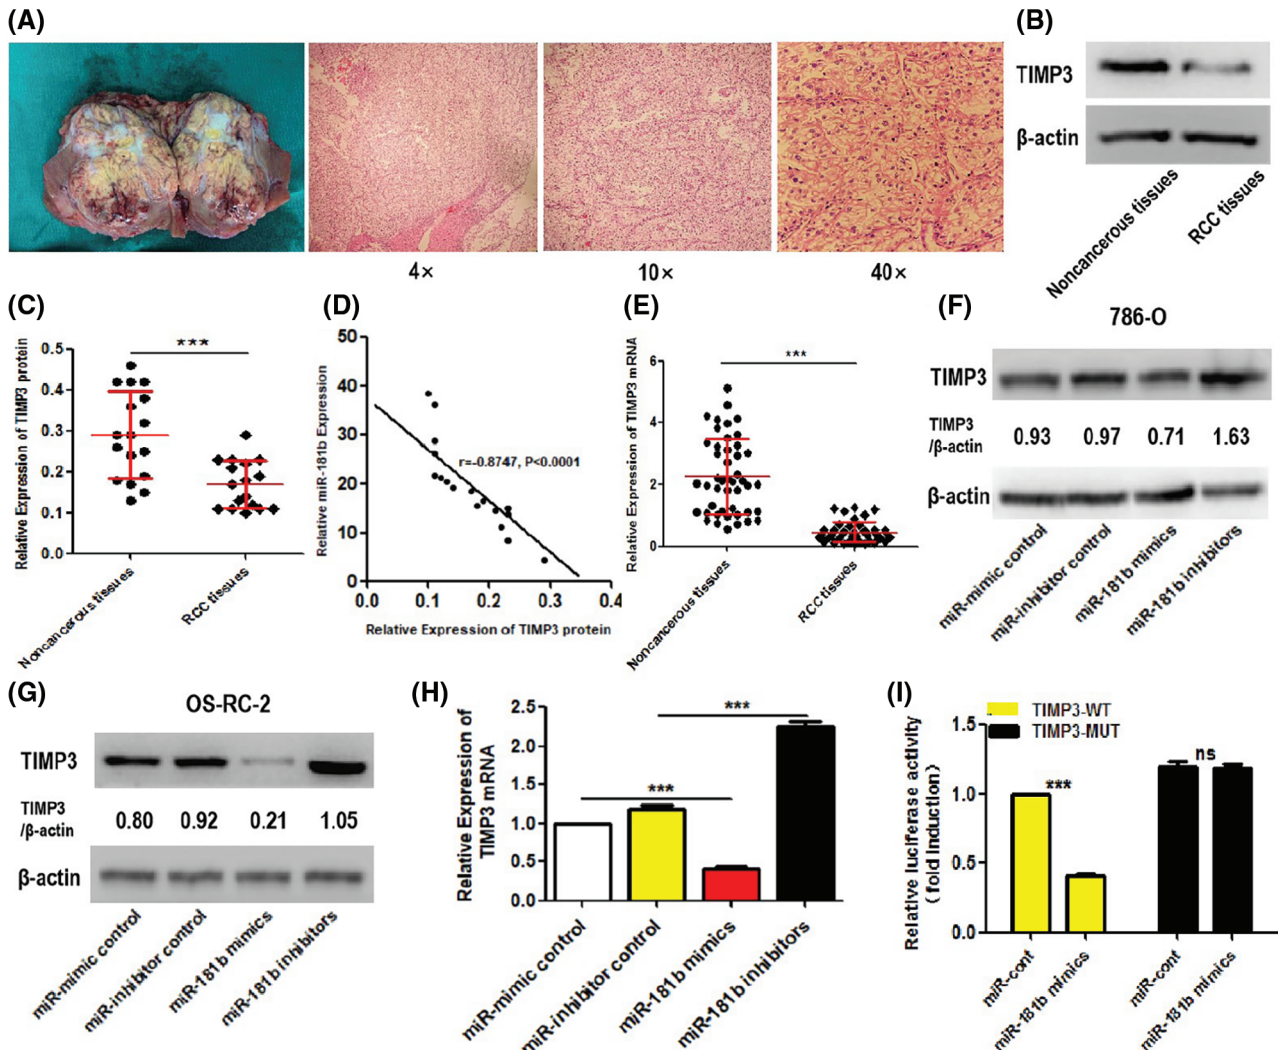 (A)
4×
10×
40×
(B)
TIMP3
β-actin
Noncancerous tissues
RCC tissues
(C)
Relative Expression of TIMP3 protein
0.5
0.4
0.3
0.2
0.1
0.0
***
Noncancerous tissues
RCC tissues
(D)
Relative miR-181b Expression
50
40
30
20
10
0
r=-0.8747, P<0.0001
0.0
0.1
0.2
0.3
0.4
Relative Expression of TIMP3 protein
(E)
Relative Expression of TIMP3 mRNA
6
4
2
0
***
Noncancerous tissues
RCC tissues
(F)
786-O
TIMP3
TIMP3
/β-actin
0.93 0.97 0.71 1.63
β-actin
miR-mimic control
miR-inhibitor control
miR-181b mimics
miR-181b inhibitors
(G)
OS-RC-2
TIMP3
TIMP3
/β-actin
0.80 0.92 0.21 1.05
β-actin
miR-mimic control
miR-inhibitor control
miR-181b mimics
miR-181b inhibitors
(H)
Relative Expression of
TIMP3 mRNA
2.5
2.0
1.5
1.0
0.5
0.0
***
***
miR-mimic control
miR-inhibitor control
miR-181b mimics
miR-181b inhibitors
(I)
TIMP3-WT
TIMP3-MUT
Relative luciferase activity
(fold Induction)
1.5
1.0
0.5
0.0
***
ns
miR-cont
miR-181b mimics
miR-cont
miR-181b mimics